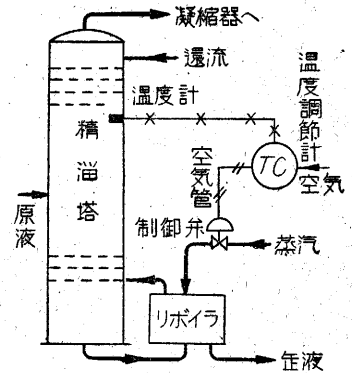 凝縮器へ
還流
温度計
温度調節計
空気
TC
空気管
精溜塔
原液
制御弁
蒸汽
リボイラ
缶液